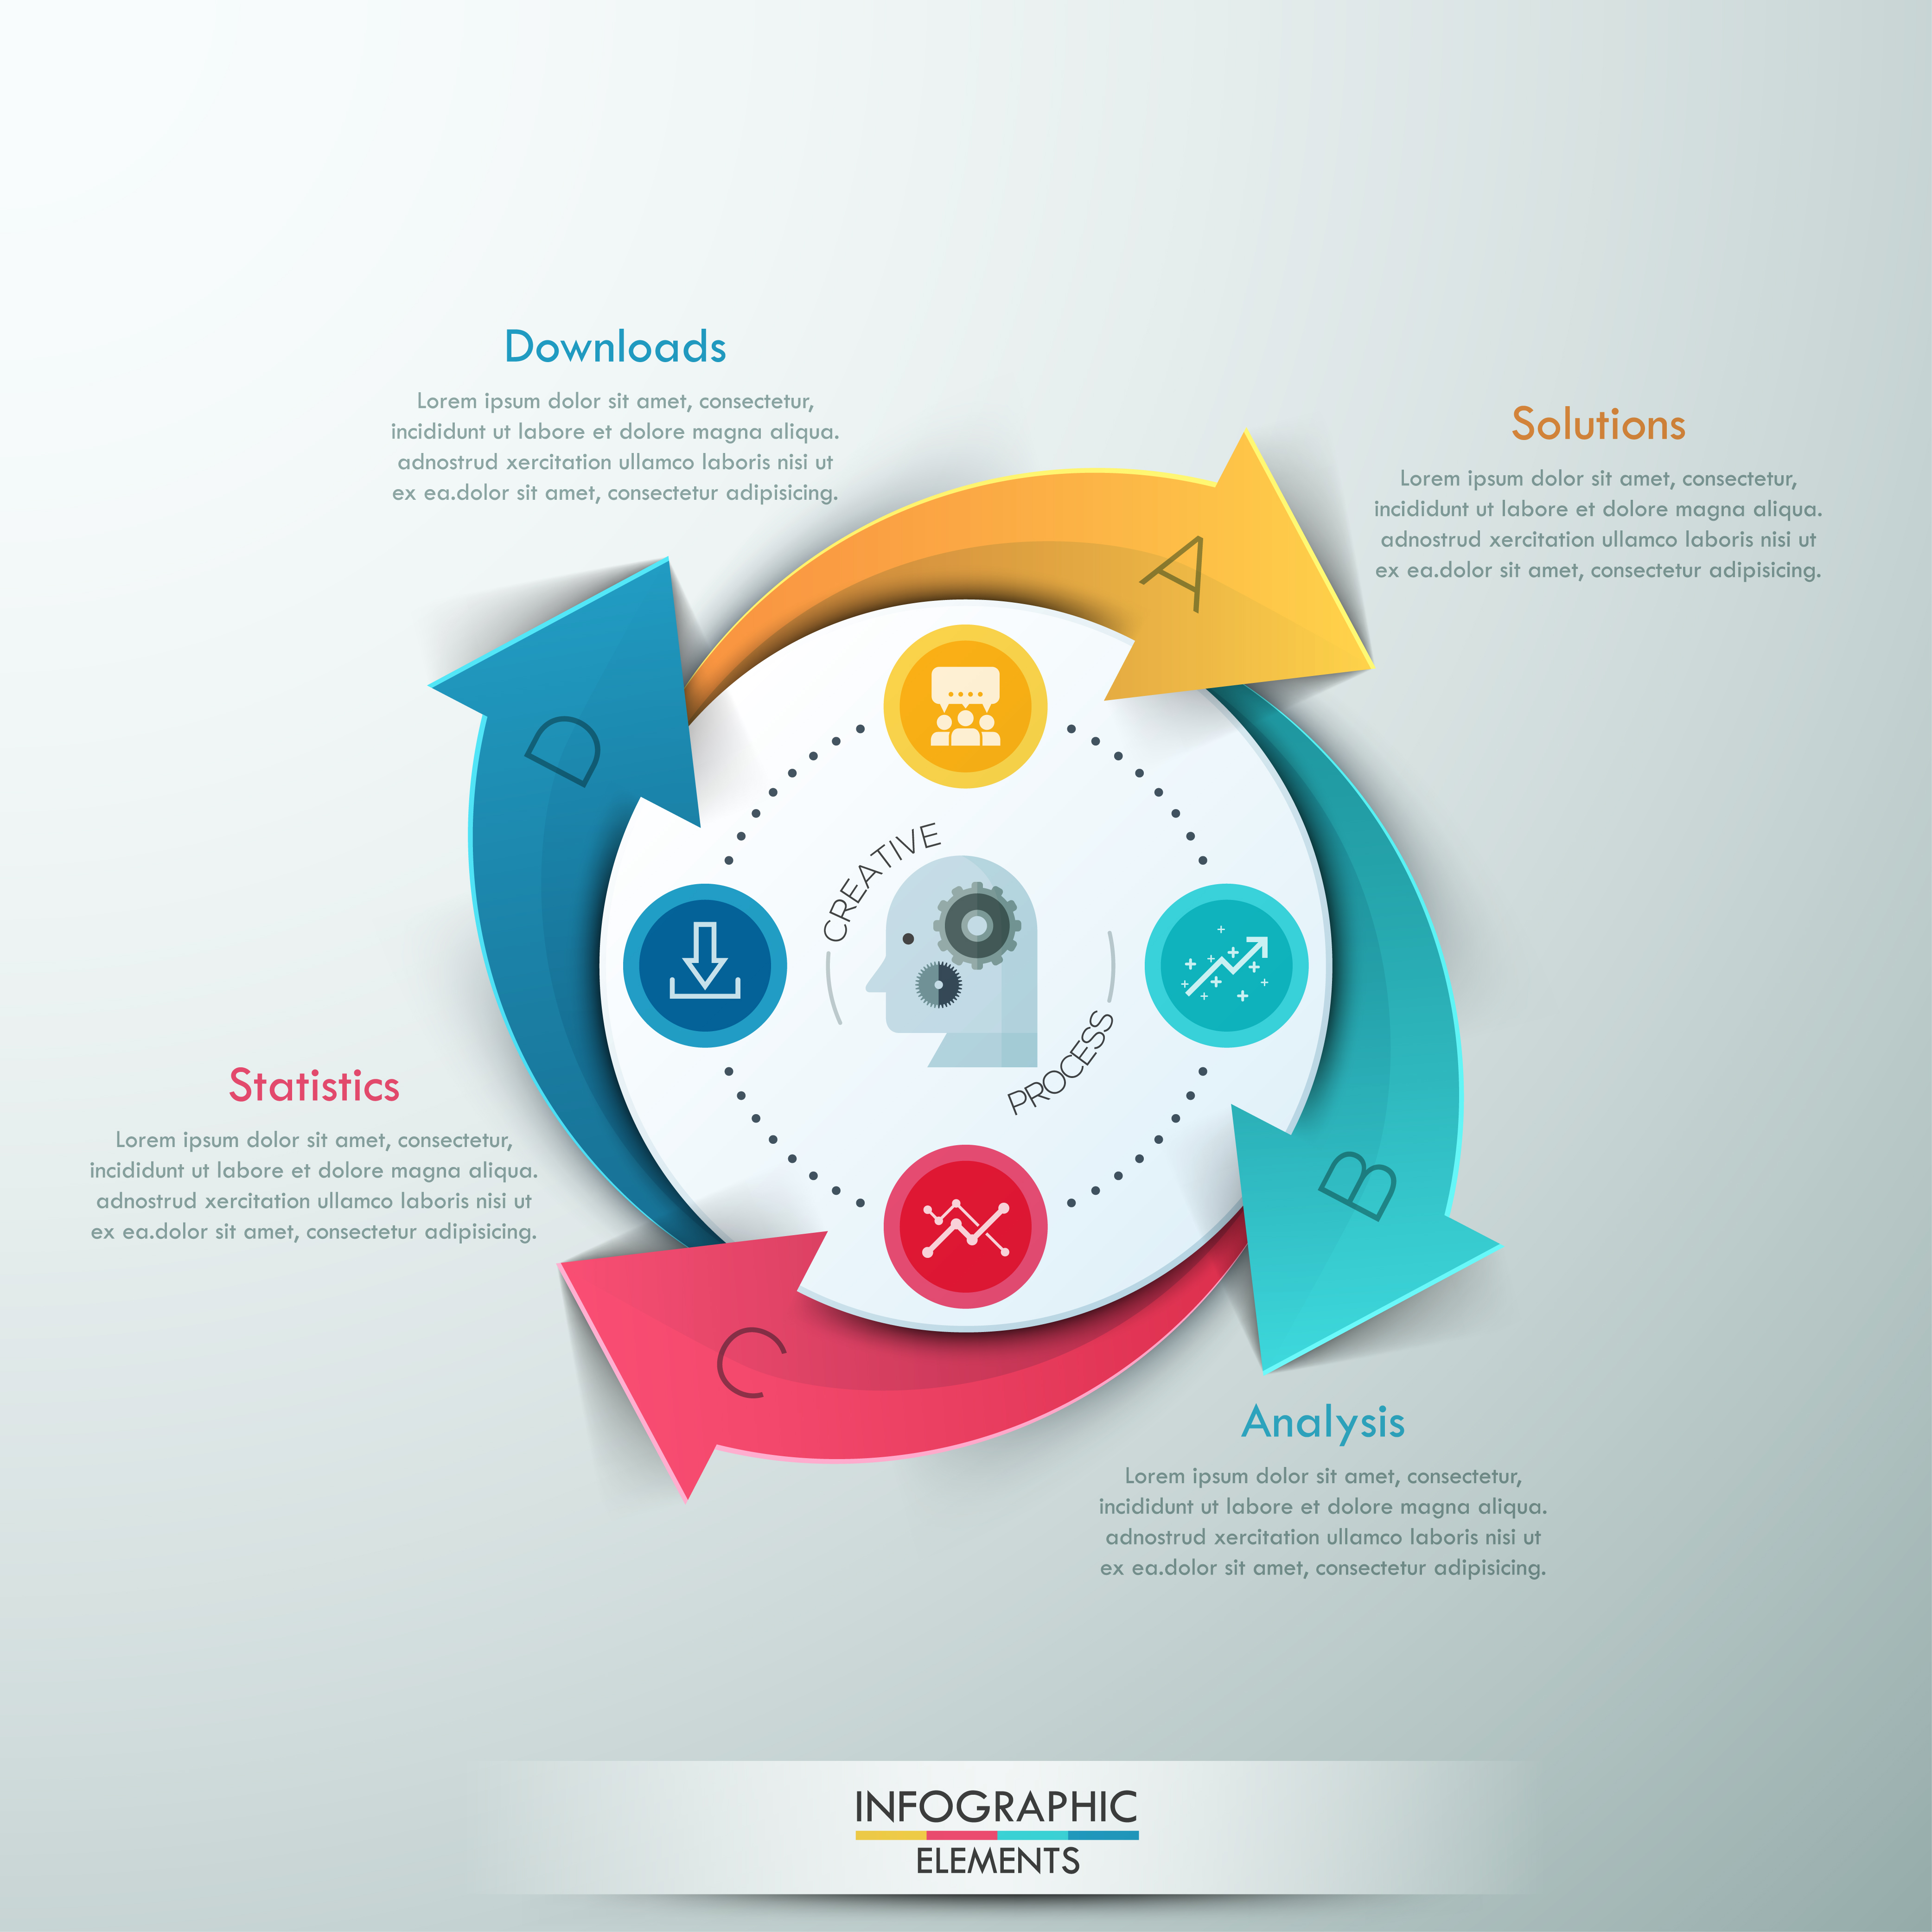 Downloads
Lorem ipsum dolor sit amet, consectetur,
incididunt ut labore et dolore magna aliqua.
adnostrud xercitation ullamco laboris nisi ut
ex ea.dolor sit amet, consectetur adipisicing.
Solutions
Lorem ipsum dolor sit amet, consectetur,
incididunt ut labore et dolore magna aliqua.
adnostrud xercitation ullamco laboris nisi ut
ex ea.dolor sit amet, consectetur adipisicing.
A
D
CREATIVE
PROCESS
Statistics
Lorem ipsum dolor sit amet, consectetur,
incididunt ut labore et dolore magna aliqua.
adnostrud xercitation ullamco laboris nisi ut
ex ea.dolor sit amet, consectetur adipisicing.
B
C
Analysis
Lorem ipsum dolor sit amet, consectetur,
incididunt ut labore et dolore magna aliqua.
adnostrud xercitation ullamco laboris nisi ut
ex ea.dolor sit amet, consectetur adipisicing.
INFOGRAPHIC
ELEMENTS